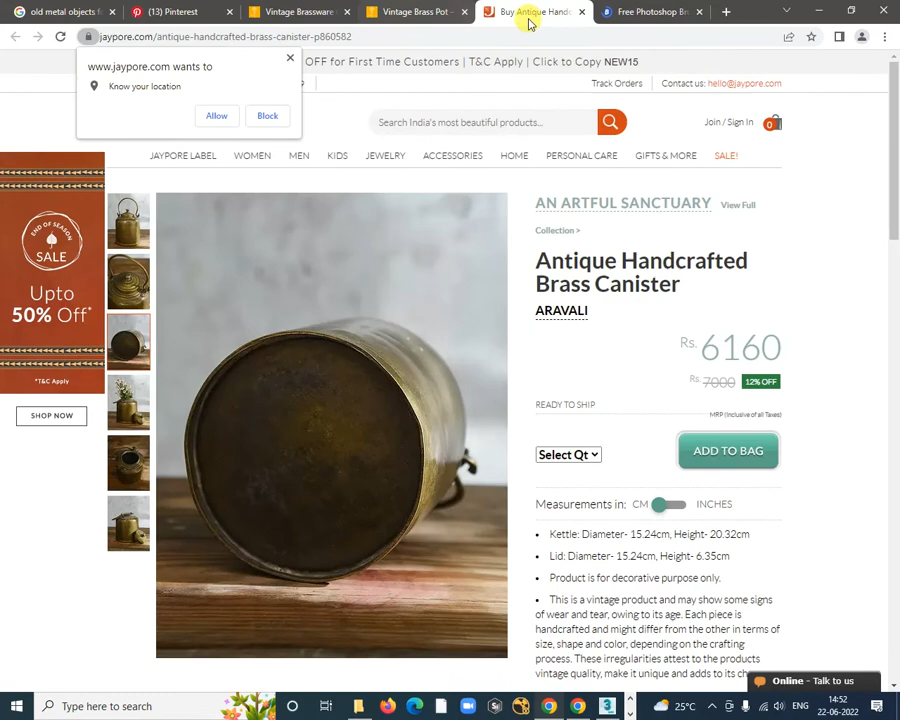 old metal objects f
(13) Pinterest
Vintage Brassware
Vintage Brass Pot –
Buy Antique Handc
Free Photoshop Bru
jaypore.com/antique-handcrafted-brass-canister-p860582
www.jaypore.com wants to
Know your location
Allow
Block
OFF for First Time Customers | T&C Apply | Click to Copy NEW15
Track Orders
Contact us: hello@jaypore.com
Search India's most beautiful products...
Join / Sign In
0
JAYPORE LABEL
WOMEN
MEN
KIDS
JEWELRY
ACCESSORIES
HOME
PERSONAL CARE
GIFTS & MORE
SALE!
END OF SEASON
SALE
Upto
50% Off*
*T&C Apply
SHOP NOW
AN ARTFUL SANCTUARY View Full
Collection >
Antique Handcrafted
Brass Canister
ARAVALI
Rs. 6160
Rs. 7000 12% OFF
READY TO SHIP
MRP (Inclusive of all Taxes)
Select Qt
ADD TO BAG
Measurements in: CM INCHES
Kettle: Diameter- 15.24cm, Height- 20.32cm
Lid: Diameter- 15.24cm, Height- 6.35cm
Product is for decorative purpose only.
This is a vintage product and may show some signs
of wear and tear, owing to its age. Each piece is
handcrafted and might differ from the other in terms of
size, shape and color, depending on the crafting
process. These irregularities attest to the products
vintage quality, make it unique and adds to its
Online - Talk to us
Type here to search
25°C
ENG
14:52
22-06-2022